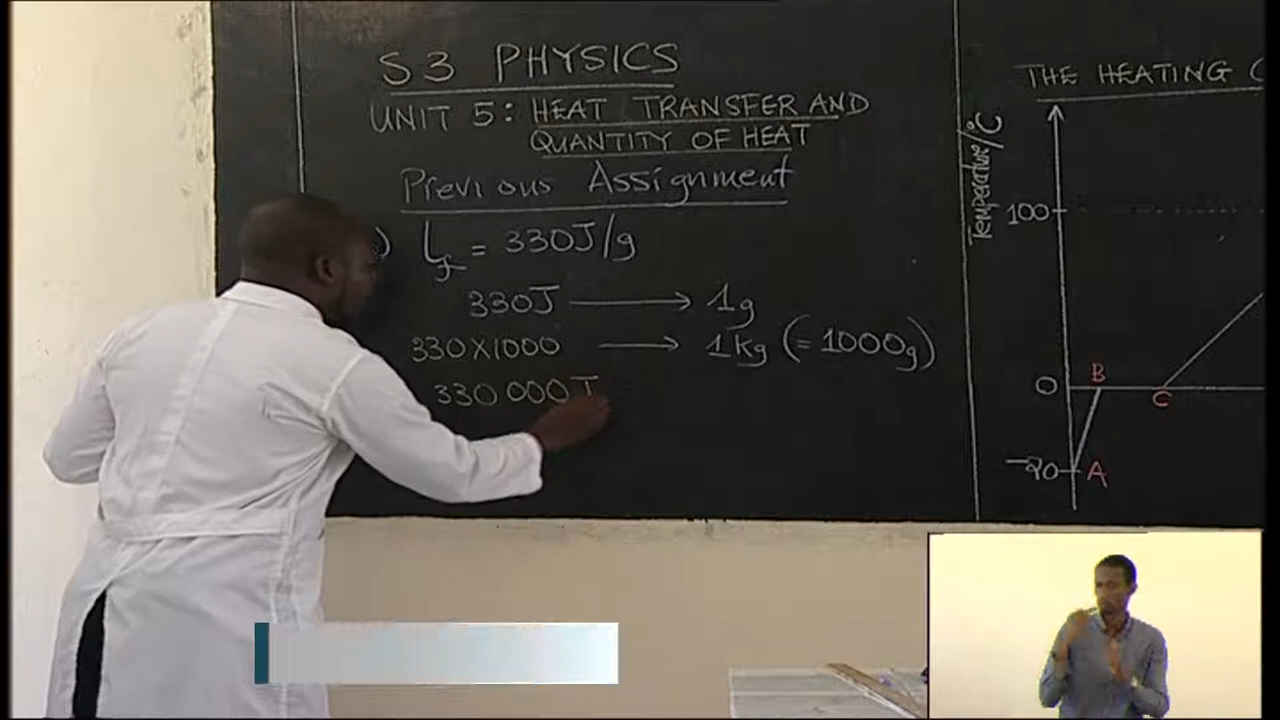 S3 PHYSICS
UNIT 5: HEAT TRANSFER AND
QUANTITY OF HEAT
Previous Assignment
) Lf = 330J/g
330J → 1g
330X1000 → 1kg (= 1000g)
330 000J
THE HEATING
Temperature/°C
100
0
B
C
-20
A